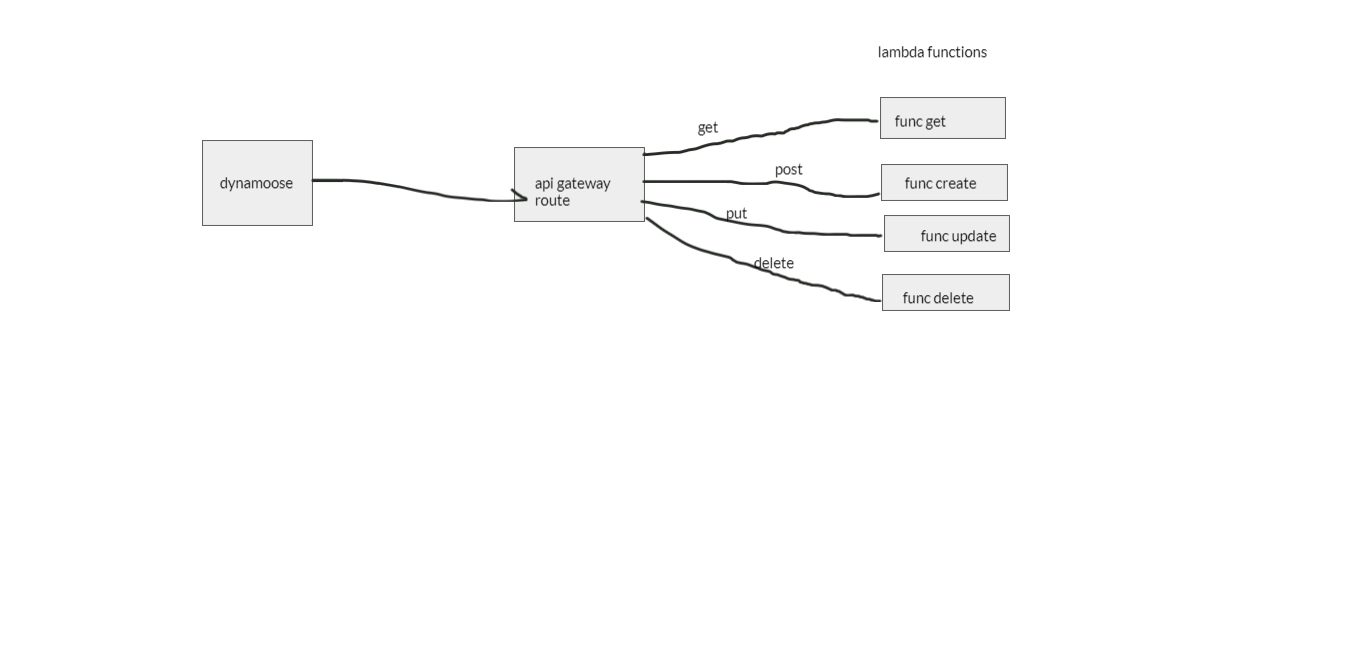 lambda functions
get
func get
dynamoose
api gateway
route
post
func create
put
func update
delete
func delete